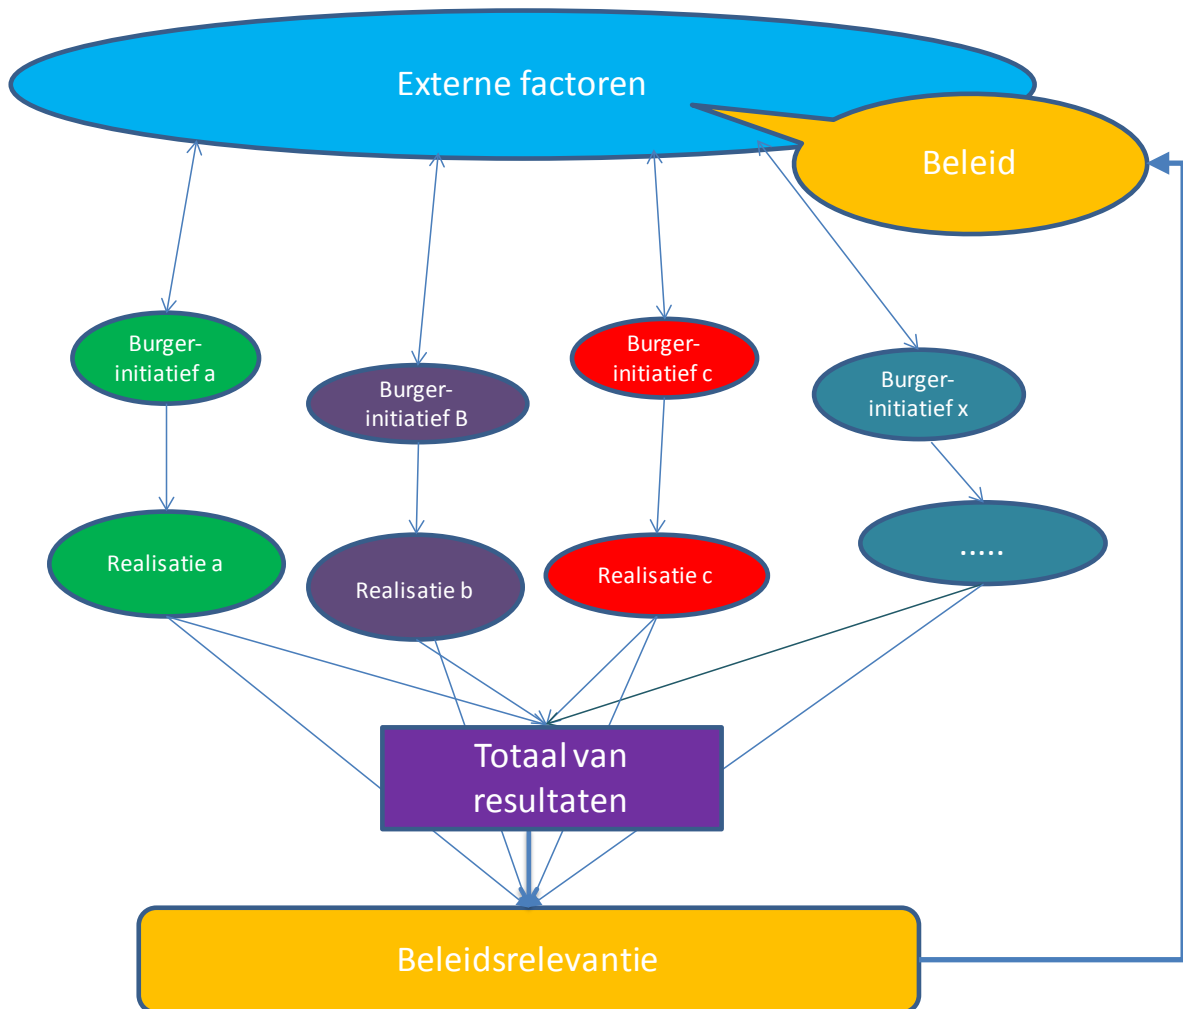 Externe factoren
Beleid
Burger-
initiatief a
Burger-
initiatief B
Burger-
initiatief c
Burger-
initiatief x
Realisatie a
Realisatie b
Realisatie c
.....
Totaal van
resultaten
Beleidsrelevantie